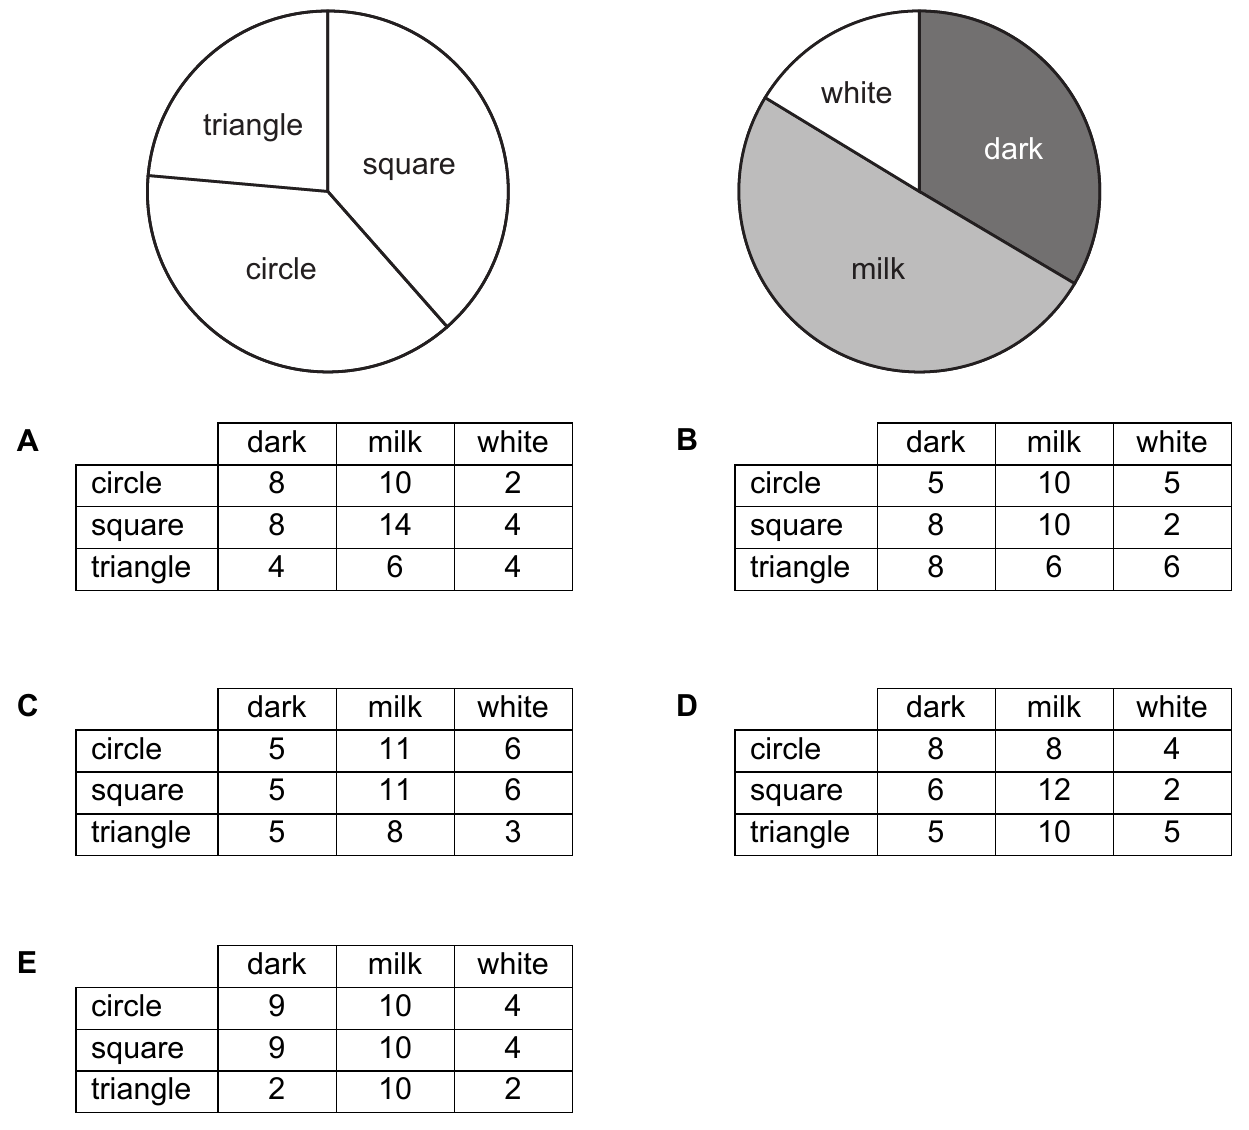 triangle
square
circle
white
dark
milk
A
dark milk white
circle 8 10 2
square 8 14 4
triangle 4 6 4
B
dark milk white
circle 5 10 5
square 8 10 2
triangle 8 6 6
C
dark milk white
circle 5 11 6
square 5 11 6
triangle 5 8 3
D
dark milk white
circle 8 8 4
square 6 12 2
triangle 5 10 5
E
dark milk white
circle 9 10 4
square 9 10 4
triangle 2 10 2